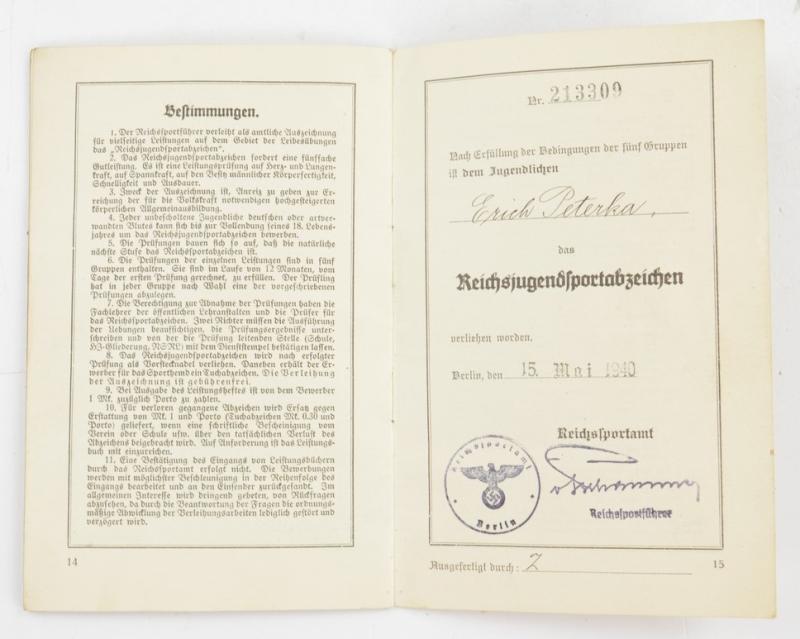 Bestimmungen.
1. Der Reichssportführer verleiht als amtliche Auszeichnung
für vielseitige Leistungen auf dem Gebiet der Leibesübungen
das „Reichsjugendsportabzeichen“.
2. Das Reichsjugendsportabzeichen fordert eine fünffache
Gutleistung. Es ist eine Leistungsprüfung auf Herz- und Lungen-
kraft, auf Spannkraft, auf den Besitz männlicher Körperfertigkeit,
Schnelligkeit und Ausdauer.
3. Zweck der Auszeichnung ist, Anreiz zu geben zur Er-
reichung der für die Volkskraft notwendigen hochgesteigerten
körperlichen Allgemeinausbildung.
4. Jeder unbescholtene Jugendliche deutschen oder artver-
wandten Blutes kann sich bis zur Vollendung seines 18. Lebens-
jahres um das Reichsjugendsportabzeichen bewerben.
5. Die Prüfungen bauen sich so auf, daß die natürliche
nächste Stufe das Reichssportabzeichen ist.
6. Die Prüfungen der einzelnen Leistungen sind in fünf
Gruppen enthalten. Sie sind im Laufe von 12 Monaten, vom
Tage der ersten Prüfung gerechnet, zu erfüllen. Der Prüfling
hat in jeder Gruppe nach Wahl eine der vorgeschriebenen
Prüfungen abzulegen.
7. Die Berechtigung zur Abnahme der Prüfungen haben die
Fachlehrer der öffentlichen Lehranstalten und die Prüfer für
das Reichssportabzeichen. Zwei Richter müssen die Ausführung
der Uebungen beaufsichtigen, die Prüfungsergebnisse unter-
schreiben und von der die Prüfung leitenden Stelle (Schule,
HJ-Gliederung, NSRL) mit dem Dienststempel bestätigen lassen.
8. Das Reichsjugendsportabzeichen wird nach erfolgter
Prüfung als Vorstecknadel verliehen. Daneben erhält der Er-
werber für das Sporthemd ein Tuchabzeichen. Die Verleihung
der Auszeichnung ist gebührenfrei.
9. Bei Ausgabe des Leistungsheftes ist von dem Bewerber
1 Mk. zuzüglich Porto zu zahlen.
10. Für verloren gegangene Abzeichen wird Ersatz gegen
Erstattung von Mk. 1 und Porto (Tuchabzeichen Mk. 0.30 und
Porto) geliefert, wenn eine schriftliche Bescheinigung vom
Verein oder Schule usw. über den tatsächlichen Verlust des
Abzeichens beigebracht wird. Auf Anforderung ist das Leistungs-
buch mit einzureichen.
11. Eine Bestätigung des Eingangs von Leistungsbüchern
durch das Reichssportamt erfolgt nicht. Die Bewerbungen
werden mit möglichster Beschleunigung in der Reihenfolge des
Eingangs bearbeitet und an den Einsender zurückgesandt. Im
allgemeinen Interesse wird dringend gebeten, von Rückfragen
abzusehen, da durch die Beantwortung der Fragen die ordnungs-
mäßige Abwicklung der Verleihungsarbeiten lediglich gestört und
verzögert wird.
14
Nr. 213309
Nach Erfüllung der Bedingungen der fünf Gruppen
ist dem Jugendlichen
Erich Peterka,
das
Reichsjugendsportabzeichen
verliehen worden.
Berlin, den 15. Mai 1940
Reichssportamt
Reichssportamt
Berlin
v Tschammer
Reichssportführer
Ausgefertigt durch: Z
15